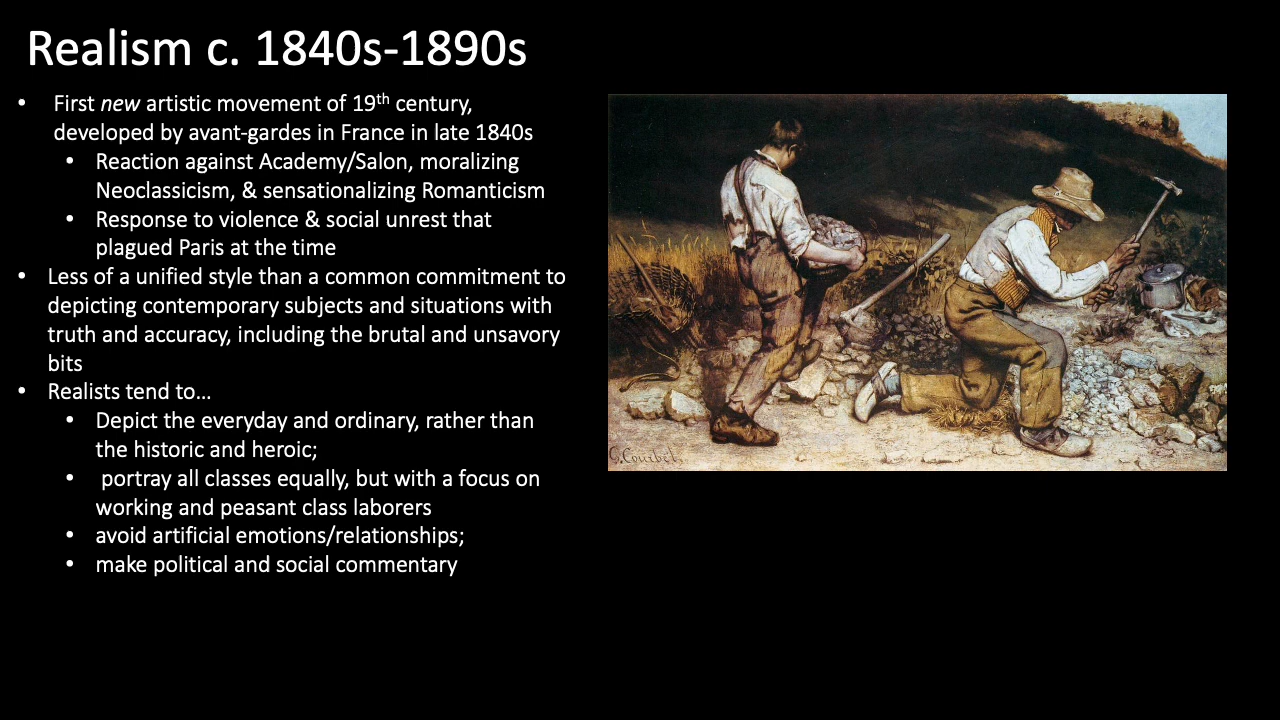 Realism c. 1840s-1890s
• First new artistic movement of 19th century,
developed by avant-gardes in France in late 1840s
• Reaction against Academy/Salon, moralizing
Neoclassicism, & sensationalizing Romanticism
• Response to violence & social unrest that
plagued Paris at the time
• Less of a unified style than a common commitment to
depicting contemporary subjects and situations with
truth and accuracy, including the brutal and unsavory
bits
• Realists tend to…
• Depict the everyday and ordinary, rather than
the historic and heroic;
• portray all classes equally, but with a focus on
working and peasant class laborers
• avoid artificial emotions/relationships;
• make political and social commentary
G. Courbet.